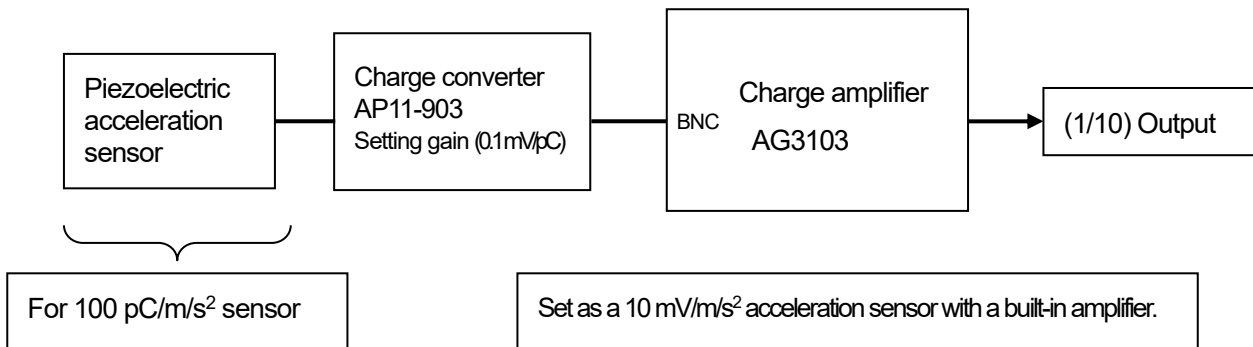 Piezoelectric
acceleration
sensor
Charge converter
AP11-903
Setting gain (0.1mV/pC)
BNC
Charge amplifier
AG3103
(1/10) Output
For 100 pC/m/s² sensor
Set as a 10 mV/m/s² acceleration sensor with a built-in amplifier.